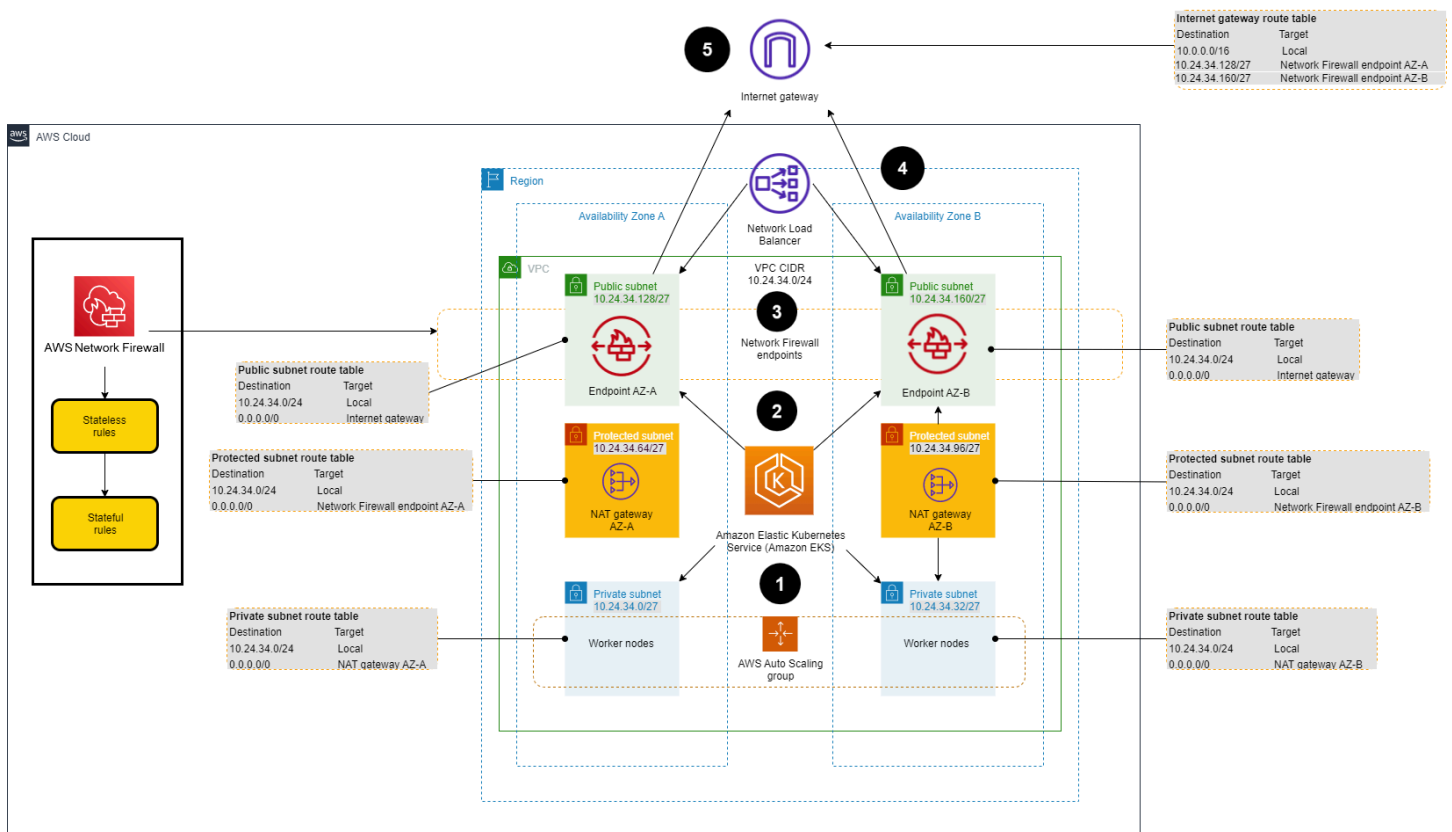 Internet gateway route table
Destination Target
10.0.0.0/16 Local
10.24.34.128/27 Network Firewall endpoint AZ-A
10.24.34.160/27 Network Firewall endpoint AZ-B
5
Internet gateway
aws
AWS Cloud
4
Region
Availability Zone A
Availability Zone B
Network Load
Balancer
VPC
VPC CIDR
10.24.34.0/24
Public subnet
10.24.34.128/27
Public subnet
10.24.34.160/27
3
Network Firewall
endpoints
Endpoint AZ-A
Endpoint AZ-B
AWS Network Firewall
Stateless
rules
Stateful
rules
Public subnet route table
Destination Target
10.24.34.0/24 Local
0.0.0.0/0 Internet gateway
Public subnet route table
Destination Target
10.24.34.0/24 Local
0.0.0.0/0 Internet gateway
2
Protected subnet
10.24.34.64/27
NAT gateway
AZ-A
Protected subnet
10.24.34.96/27
NAT gateway
AZ-B
K
Amazon Elastic Kubernetes
Service (Amazon EKS)
Protected subnet route table
Destination Target
10.24.34.0/24 Local
0.0.0.0/0 Network Firewall endpoint AZ-A
Protected subnet route table
Destination Target
10.24.34.0/24 Local
0.0.0.0/0 Network Firewall endpoint AZ-B
1
Private subnet
10.24.34.0/27
Worker nodes
Private subnet
10.24.34.32/27
Worker nodes
AWS Auto Scaling
group
Private subnet route table
Destination Target
10.24.34.0/24 Local
0.0.0.0/0 NAT gateway AZ-A
Private subnet route table
Destination Target
10.24.34.0/24 Local
0.0.0.0/0 NAT gateway AZ-B